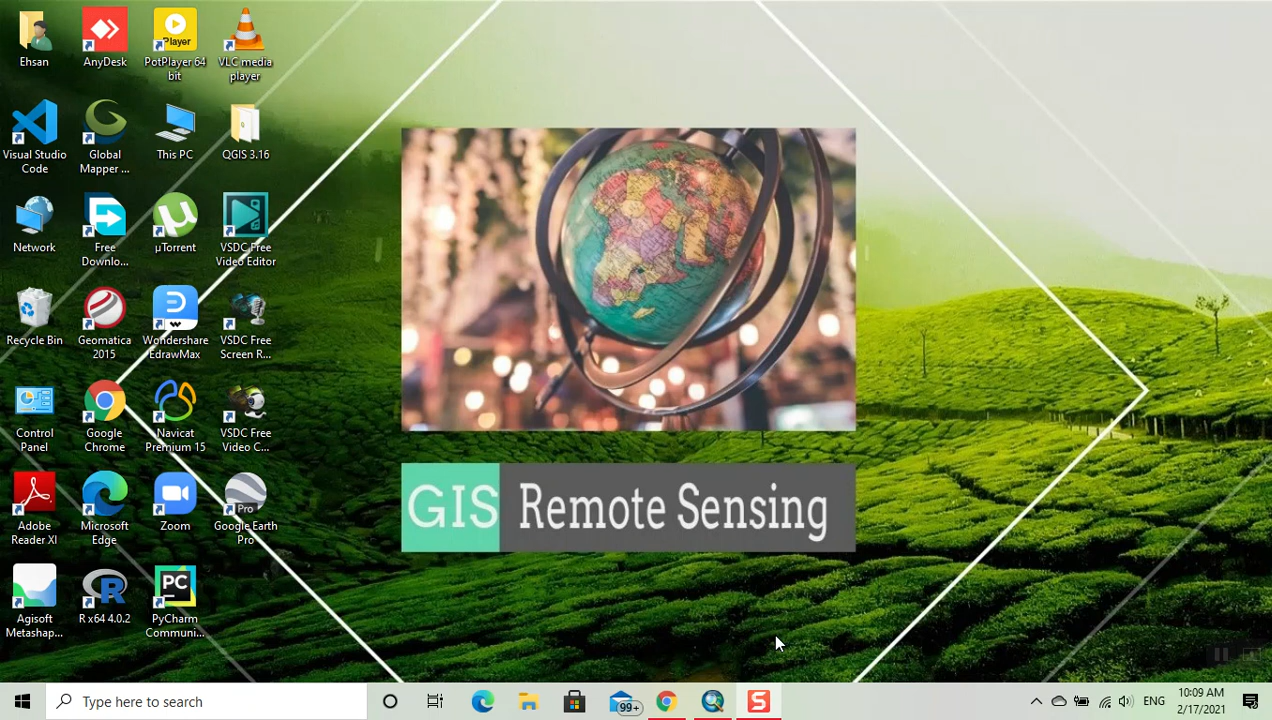 Ehsan
AnyDesk
PotPlayer 64
bit
VLC media
player
Player
Visual Studio
Code
Global
Mapper ...
This PC
QGIS 3.16
Network
Free
Downlo...
µTorrent
VSDC Free
Video Editor
Recycle Bin
Geomatica
2015
Wondershare
EdrawMax
VSDC Free
Screen R...
Control
Panel
Google
Chrome
Navicat
Premium 15
VSDC Free
Video C...
Adobe
Reader XI
Microsoft
Edge
Zoom
Pro
Google Earth
Pro
Agisoft
Metashap...
R x64 4.0.2
PC
PyCharm
Communi...
GIS Remote Sensing
Type here to search
99+
S
ENG
10:09 AM
2/17/2021